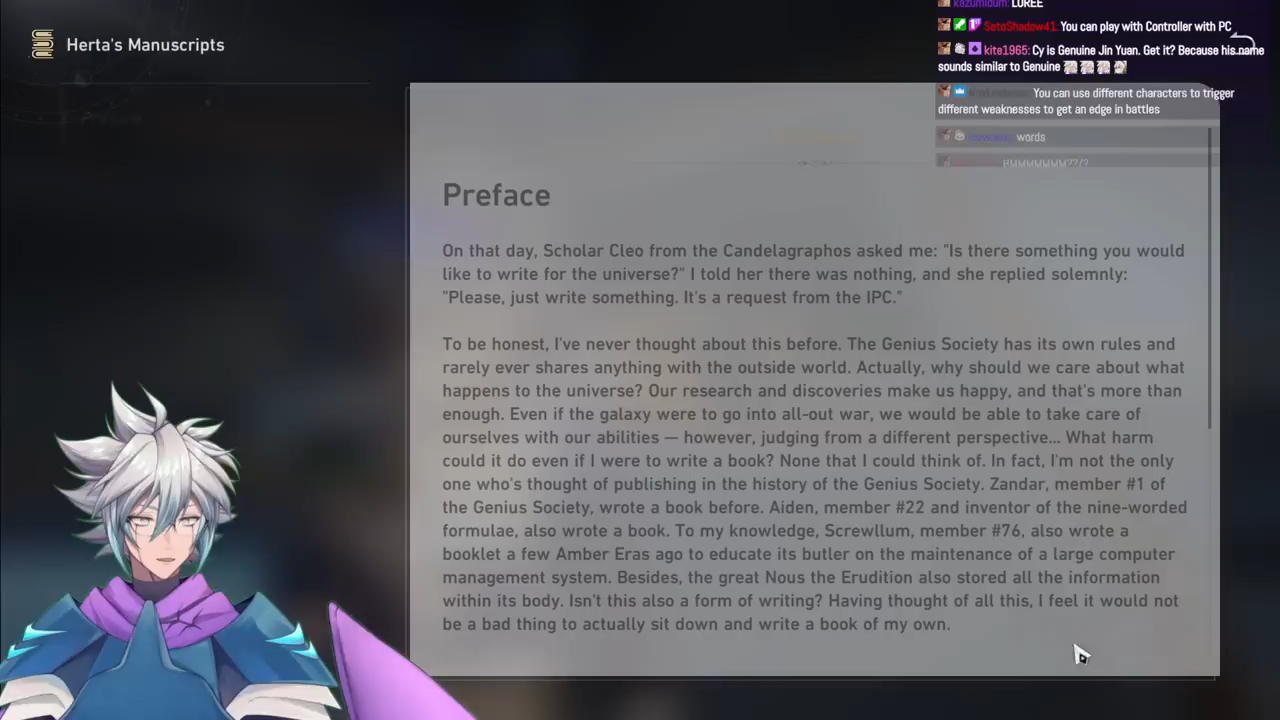 Herta's Manuscripts
kazumidum: LOREE
SetoShadow41: You can play with Controller with PC
kite1965: Cy is Genuine Jin Yuan. Get it? Because his name
sounds similar to Genuine
You can use different characters to trigger
different weaknesses to get an edge in battles
words
Preface
On that day, Scholar Cleo from the Candelagraphos asked me: "Is there something you would
like to write for the universe?" I told her there was nothing, and she replied solemnly:
"Please, just write something. It's a request from the IPC."
To be honest, I've never thought about this before. The Genius Society has its own rules and
rarely ever shares anything with the outside world. Actually, why should we care about what
happens to the universe? Our research and discoveries make us happy, and that's more than
enough. Even if the galaxy were to go into all-out war, we would be able to take care of
ourselves with our abilities — however, judging from a different perspective... What harm
could it do even if I were to write a book? None that I could think of. In fact, I'm not the only
one who's thought of publishing in the history of the Genius Society. Zandar, member #1 of
the Genius Society, wrote a book before. Aiden, member #22 and inventor of the nine-worded
formulae, also wrote a book. To my knowledge, Screwllum, member #76, also wrote a
booklet a few Amber Eras ago to educate its butler on the maintenance of a large computer
management system. Besides, the great Nous the Erudition also stored all the information
within its body. Isn't this also a form of writing? Having thought of all this, I feel it would not
be a bad thing to actually sit down and write a book of my own.